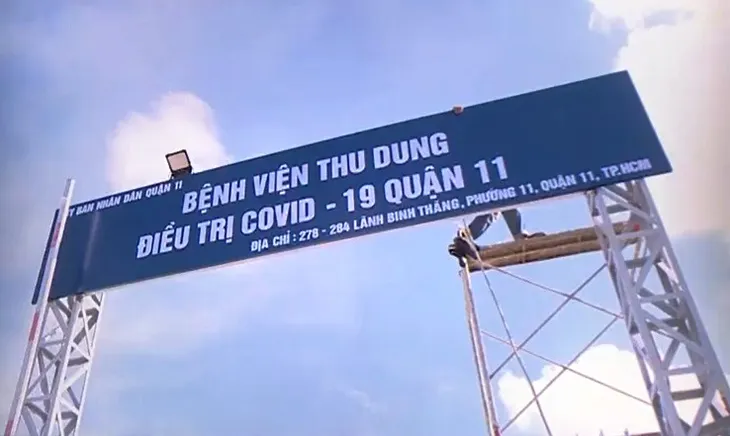 Y BAN NHÂN DÂN QUẬN 11
BỆNH VIỆN THU DUNG
ĐIỀU TRỊ COVID - 19 QUẬN 11
ĐỊA CHỈ : 278 - 284 LÃNH BINH THĂNG, PHƯỜNG 11, QUẬN 11, TP.HCM